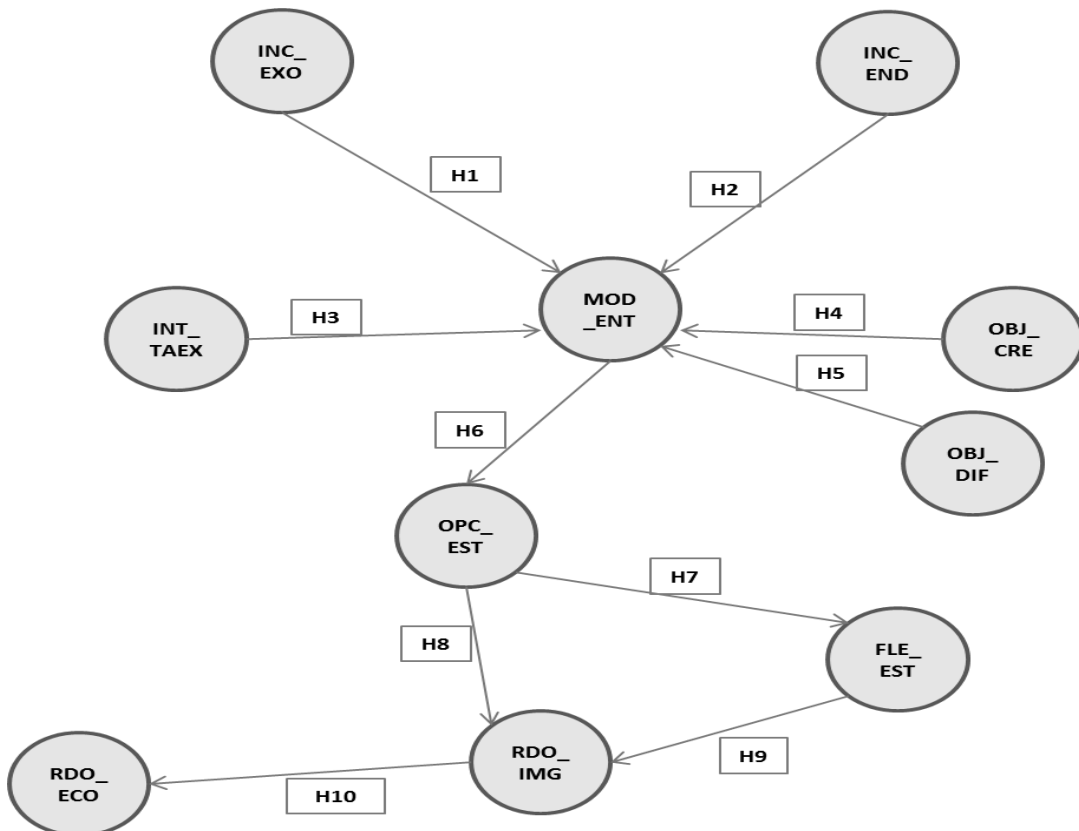 INC_
EXO
INC_
END
H1
H2
MOD
_ENT
INT_
TAEX
H3
H4
OBJ_
CRE
H5
OBJ_
DIF
H6
OPC_
EST
H7
H8
FLE_
EST
RDO_
IMG
H9
RDO_
ECO
H10